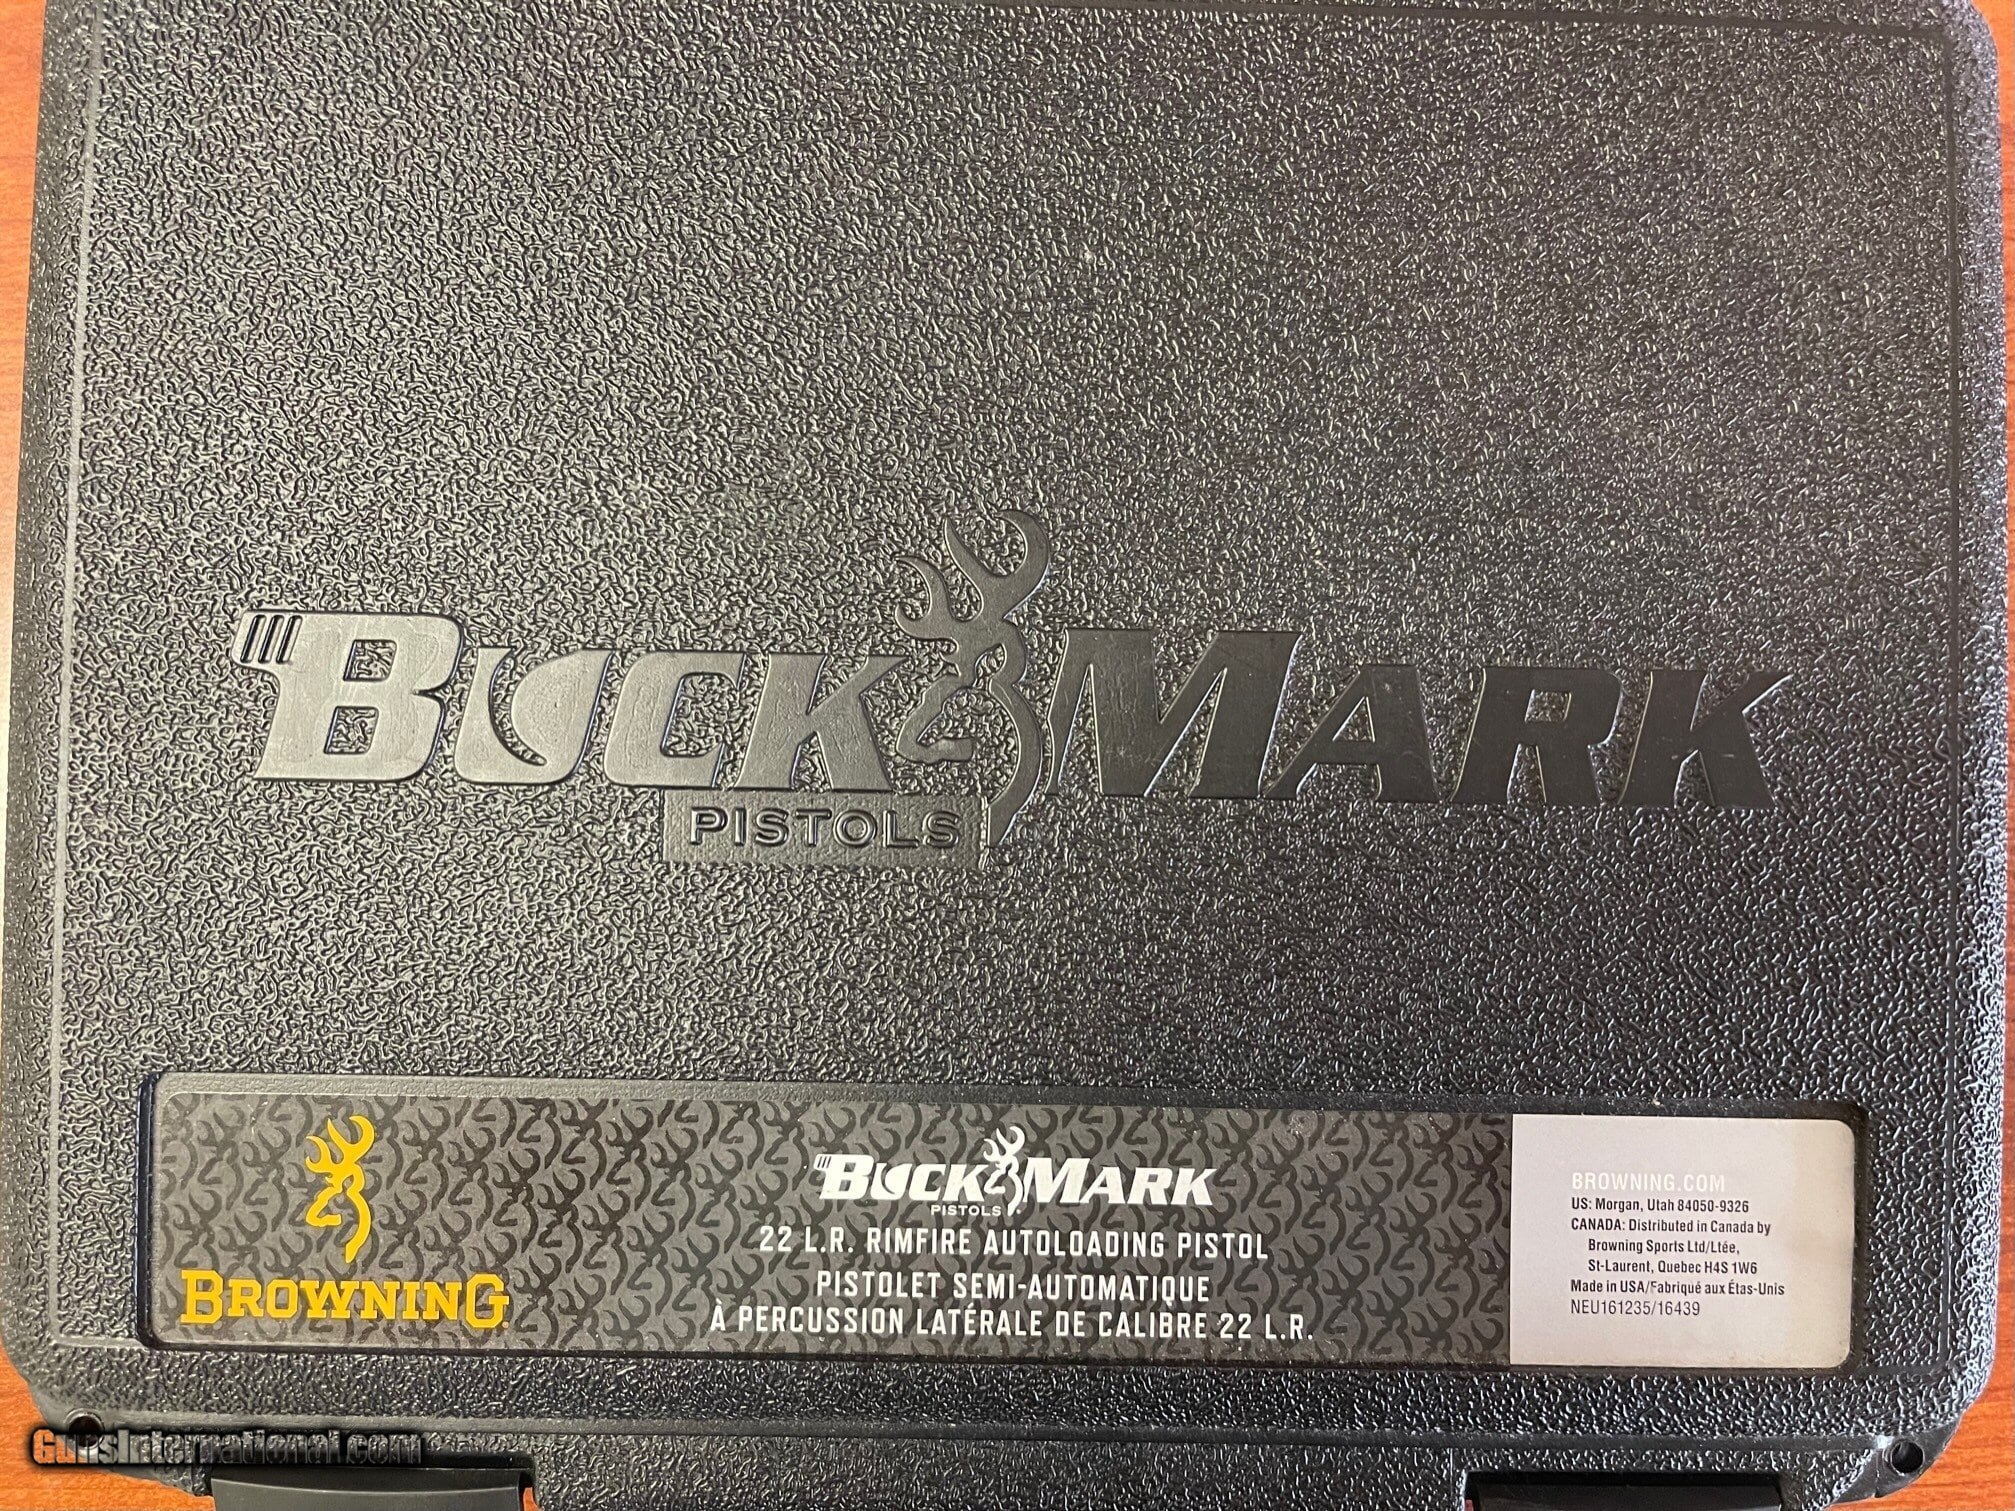 BUCK MARK
PISTOLS
BROWNING
BUCK MARK
PISTOLS
22 L.R. RIMFIRE AUTOLOADING PISTOL
PISTOLET SEMI-AUTOMATIQUE
À PERCUSSION LATÉRALE DE CALIBRE 22 L.R.
BROWNING.COM
US: Morgan, Utah 84050-9326
CANADA: Distributed in Canada by
Browning Sports Ltd/Ltée,
St-Laurent, Quebec H4S 1W6
Made in USA/Fabriqué aux Étas-Unis
NEU161235/16439
GunsInternational.com